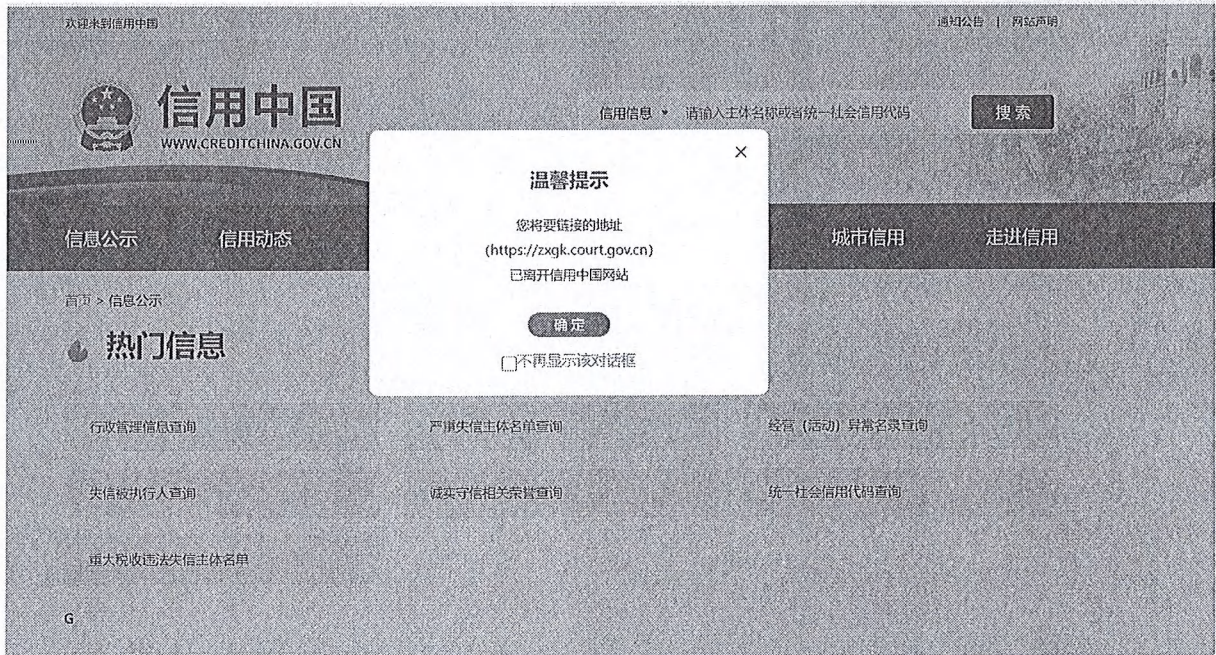 欢迎来到信用中国
通知公告 | 网站声明
信用中国
WWW.CREDITCHINA.GOV.CN
信用信息 请输入主体名称或者统一社会信用代码 搜索
×
温馨提示
您将要链接的地址
(https://zxgk.court.gov.cn)
已离开信用中国网站
确定
不再显示该对话框
信息公示 信用动态 城市信用 走进信用
首页 > 信息公示
热门信息
行政管理信息查询 严重失信主体名单查询 经营（活动）异常名录查询
失信被执行人查询 诚实守信相关荣誉查询 统一社会信用代码查询
重大税收违法失信主体名单
G